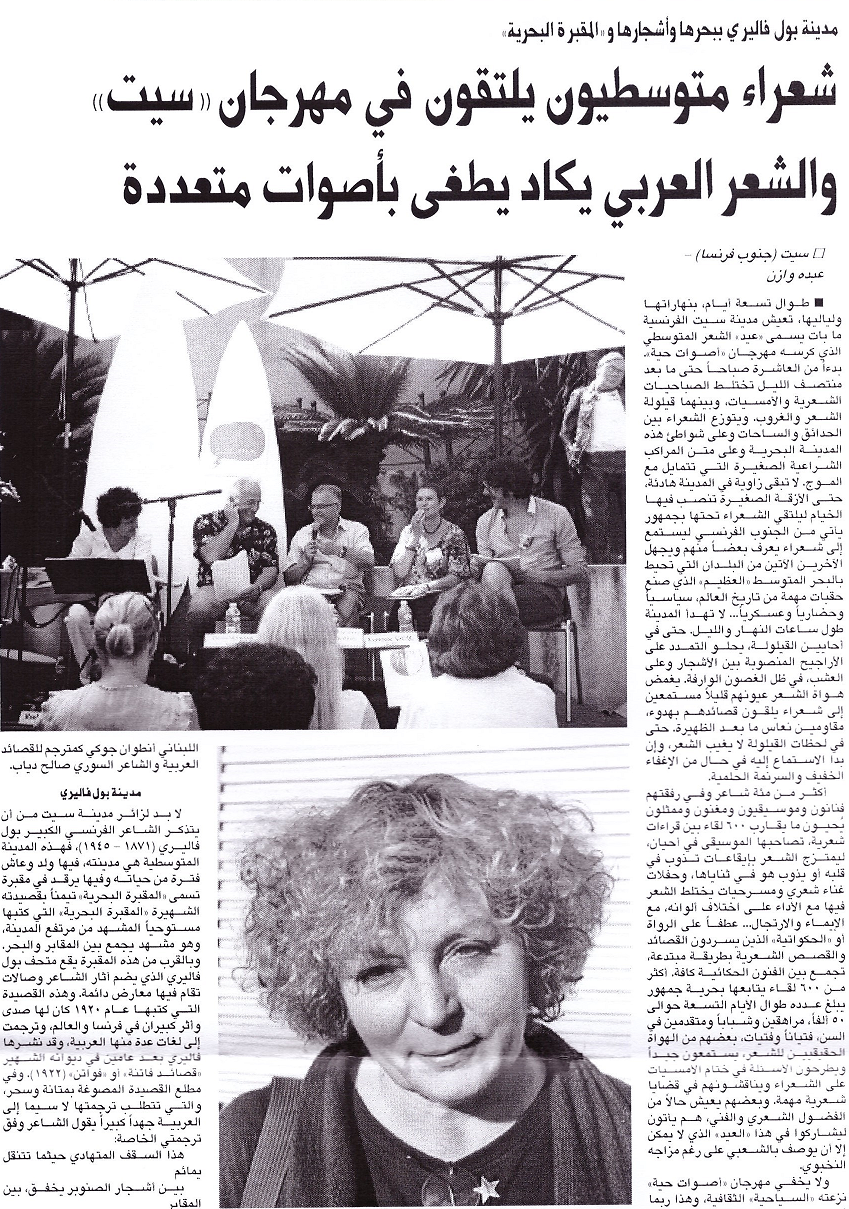 مدينة بول فاليري ببحرها وأشجارها و«المقبرة البحرية»
شعراء متوسطيون يلتقون في مهرجان «سيت»
والشعر العربي يكاد يطغى بأصوات متعددة
□ سيت (جنوب فرنسا) –
عبده وازن
■ طوال تسعة أيام، بنهاراتها
ولياليها، تعيش مدينة سيت الفرنسية
ما بات يسمى «عيد» الشعر المتوسطي
الذي كرسه مهرجان «أصوات حية».
بدءاً من العاشرة صباحاً حتى ما بعد
منتصف الليل تختلط الصباحيات
الشعرية والأمسيات، وبينهما قيلولة
الشعر والغروب، ويتوزع الشعراء بين
الحدائق والساحات وعلى شواطئ هذه
المدينة البحرية وعلى متن المراكب
الشراعية الصغيرة التي تتمايل مع
الموج. لا تبقى زاوية في المدينة هادئة،
حتى الأزقة الصغيرة تنصب فيها
الخيام ليلتقي الشعراء تحتها بجمهور
يأتي من الجنوب الفرنسي ليستمع
إلى شعراء يعرف بعضاً منهم ويجهل
الآخرين الآتين من البلدان التي تحيط
بالبحر المتوسط «العظيم» الذي صنع
حقبات مهمة من تاريخ العالم، سياسياً
وحضارياً وعسكرياً... لا تهدأ المدينة
طول ساعات النهار والليل. حتى في
أحايين القيلولة، يحلو التمدد على
الأراجيح المنصوبة بين الأشجار وعلى
العشب، في ظل الغصون الوارفة. يغمض
هواة الشعر عيونهم قليلاً مستمعين
إلى شعراء يلقون قصائدهم بهدوء،
مقاومين نعاس ما بعد الظهيرة. حتى
في لحظات القيلولة لا يغيب الشعر، وإن
بدا الاستماع إليه في حال من الإغفاء
الخفيف والسرنمة الحلمية.
أكثر من مئة شاعر وفي رفقتهم
فنانون وموسيقيون ومغنون وممثلون
يُحيون ما يقارب ٦٠٠ لقاء بين قراءات
شعرية، تصاحبها الموسيقى في أحيان،
ليمتزج الشعر بإيقاعات تذوب في
قلبه أو يذوب هو في ثناياها، وحفلات
غناء شعري ومسرحيات يختلط الشعر
فيها مع الأداء على اختلاف ألوانه، مع
الإيماء والارتجال... عطفاً على الرواة
أو «الحكواتية» الذين يسردون القصائد
والقصص الشعرية بطريقة مبتدعة،
تجمع بين الفنون الحكائية كافة. أكثر
من ٦٠٠ لقاء يتابعها بحرية جمهور
يبلغ عدده طوال الأيام التسعة حوالى
٥٠ ألفاً، مراهقين وشباباً ومتقدمين في
السن، فتياناً وفتيات، بعضهم من الهواة
الحقيقيين للشعر، يستمعون جيداً
ويطرحون الأسئلة في ختام الأمسيات
على الشعراء ويناقشونهم في قضايا
شعرية مهمة. وبعضهم يعيش حالاً من
الفضول الشعري والفني، هم يأتون
ليشاركوا في هذا «العيد» الذي لا يمكن
إلا أن يوصف بالشعبي على رغم مزاجه
النخبوي.
ولا يخفي مهرجان «أصوات حية»
نزعته «السياحية» الثقافية، وهذا ربما
اللبناني أنطوان جوكي كمترجم للقصائد
العربية والشاعر السوري صالح دياب.
مدينة بول فاليري
لا بد لزائر مدينة سيت من أن
يتذكر الشاعر الفرنسي الكبير بول
فاليري (١٨٧١ – ١٩٤٥)، فهذه المدينة
المتوسطية هي مدينته، فيها ولد وعاش
فترة من حياته وفيها يرقد في مقبرة
تسمى «المقبرة البحرية» تيمناً بقصيدته
الشهيرة «المقبرة البحرية» التي كتبها
مستوحياً المشهد من مرتفع المدينة،
وهو مشهد يجمع بين المقابر والبحر.
وبالقرب من هذه المقبرة يقع متحف بول
فاليري الذي يضم آثار الشاعر وصالات
تقام فيها معارض دائمة. وهذه القصيدة
التي كتبها عام ١٩٢٠ كان لها صدى
وأثر كبيران في فرنسا والعالم، وترجمت
إلى لغات عدة منها العربية، وقد نشرها
فاليري بعد عامين في ديوانه الشهير
«قصائد فاتنة» أو «فواتن» (١٩٢٢). وفي
مطلع القصيدة المصوغة بمتانة وسحر،
والتي تتطلب ترجمتها لا سيما إلى
العربية جهداً كبيراً يقول الشاعر وفق
ترجمتي الخاصة:
هذا السقف المتهادي حيثما تتنقل
يمائم
بين أشجار الصنوبر يخفق، بين
المقابر